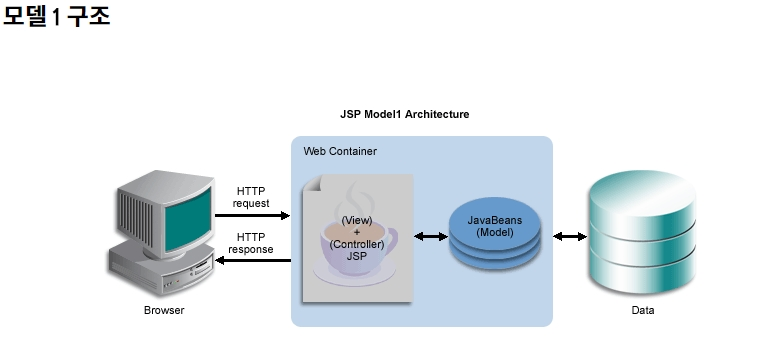 모델 1 구조
JSP Model1 Architecture
Web Container
HTTP
request
HTTP
response
(View)
+
(Controller)
JSP
JavaBeans
(Model)
Browser
Data